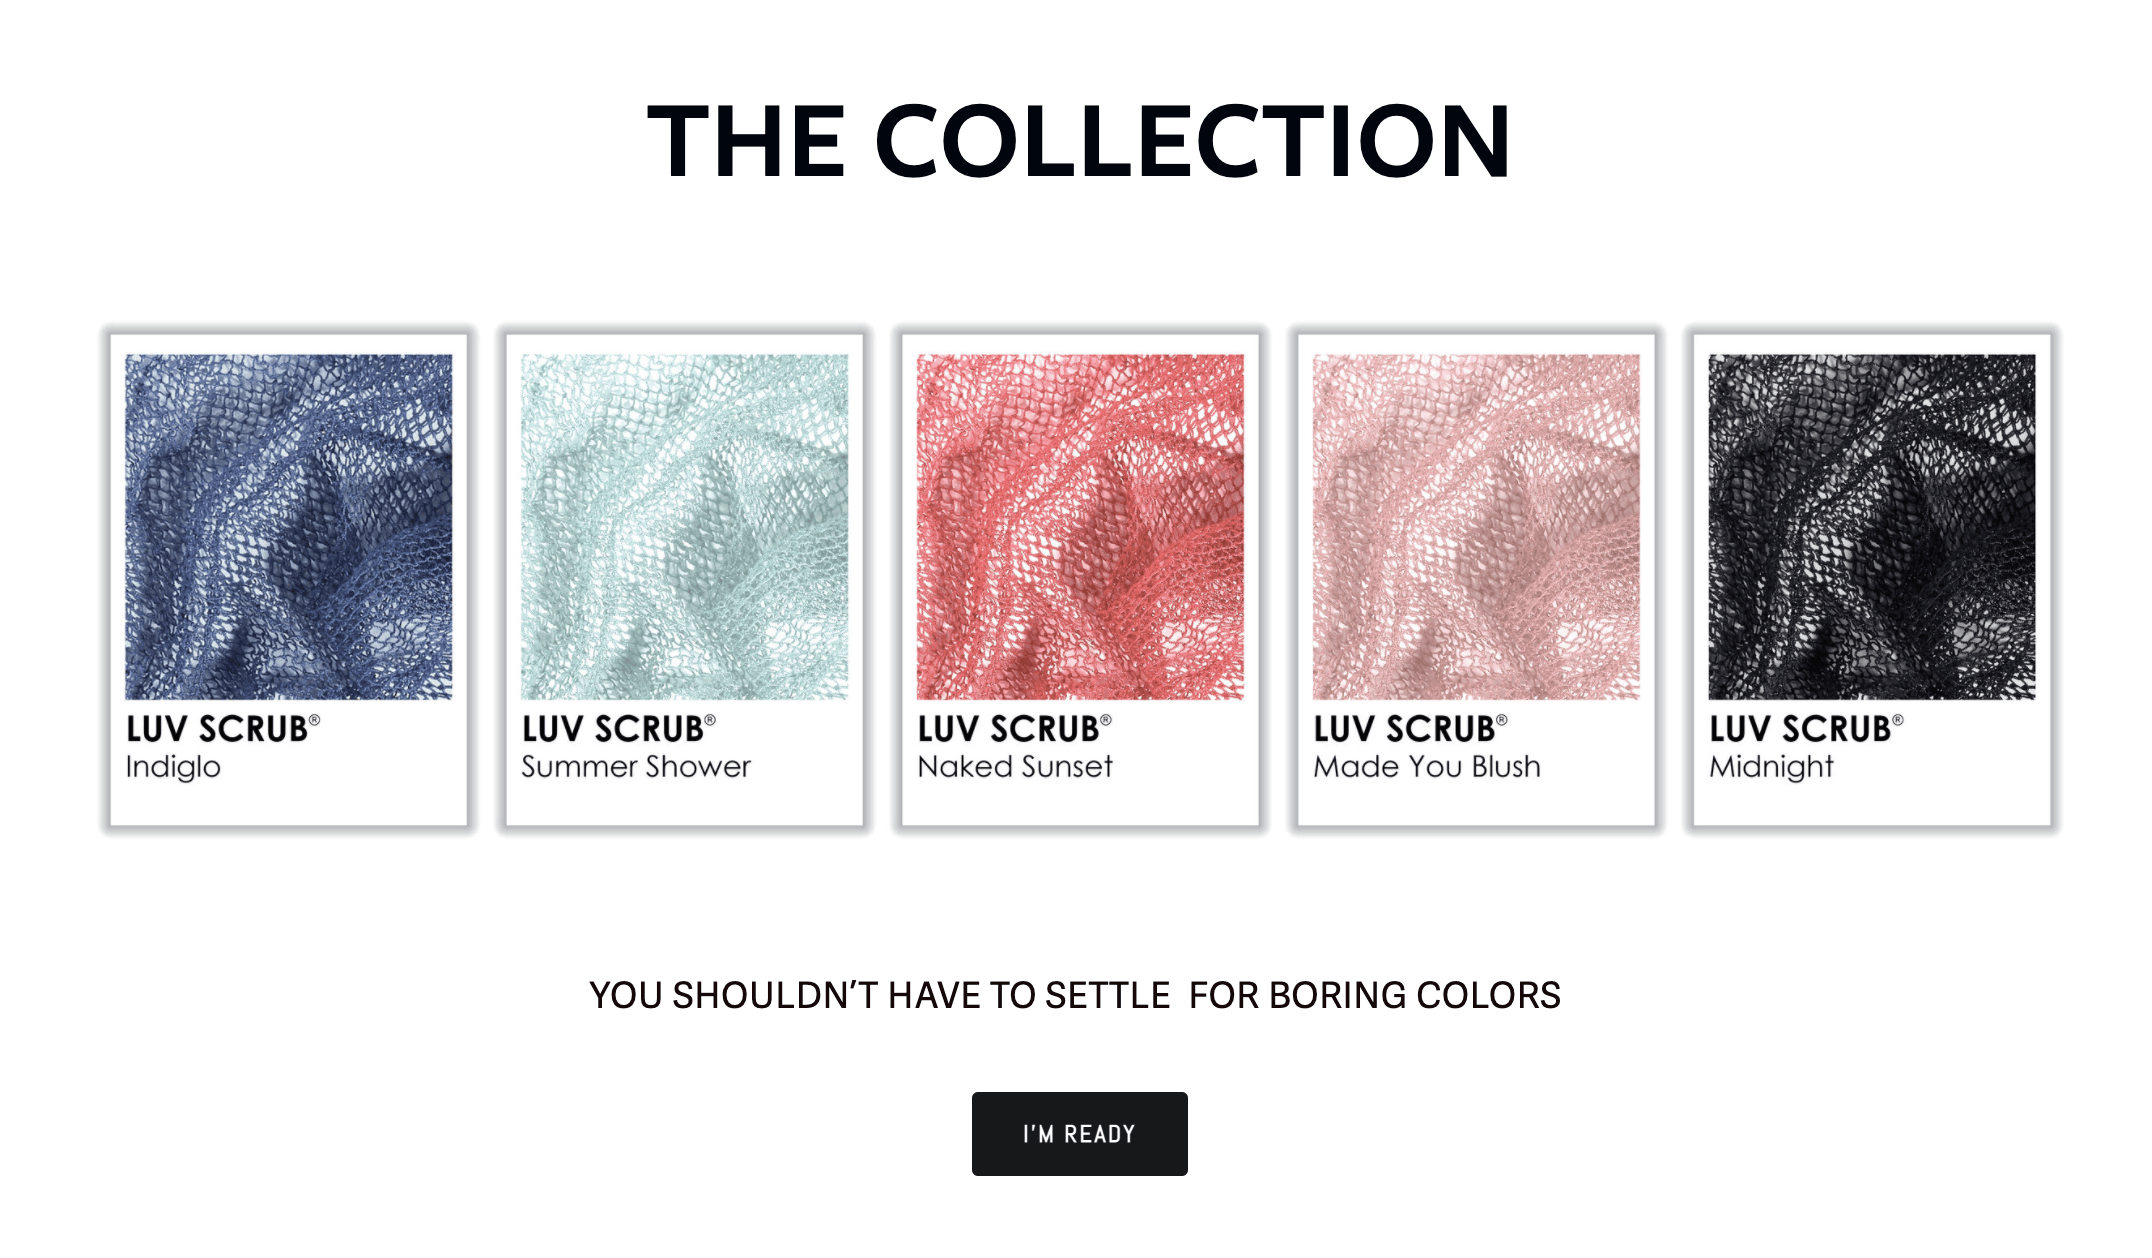 THE COLLECTION
LUV SCRUB®
Indiglo
LUV SCRUB®
Summer Shower
LUV SCRUB®
Naked Sunset
LUV SCRUB®
Made You Blush
LUV SCRUB®
Midnight
YOU SHOULDN’T HAVE TO SETTLE  FOR BORING COLORS
I'M READY